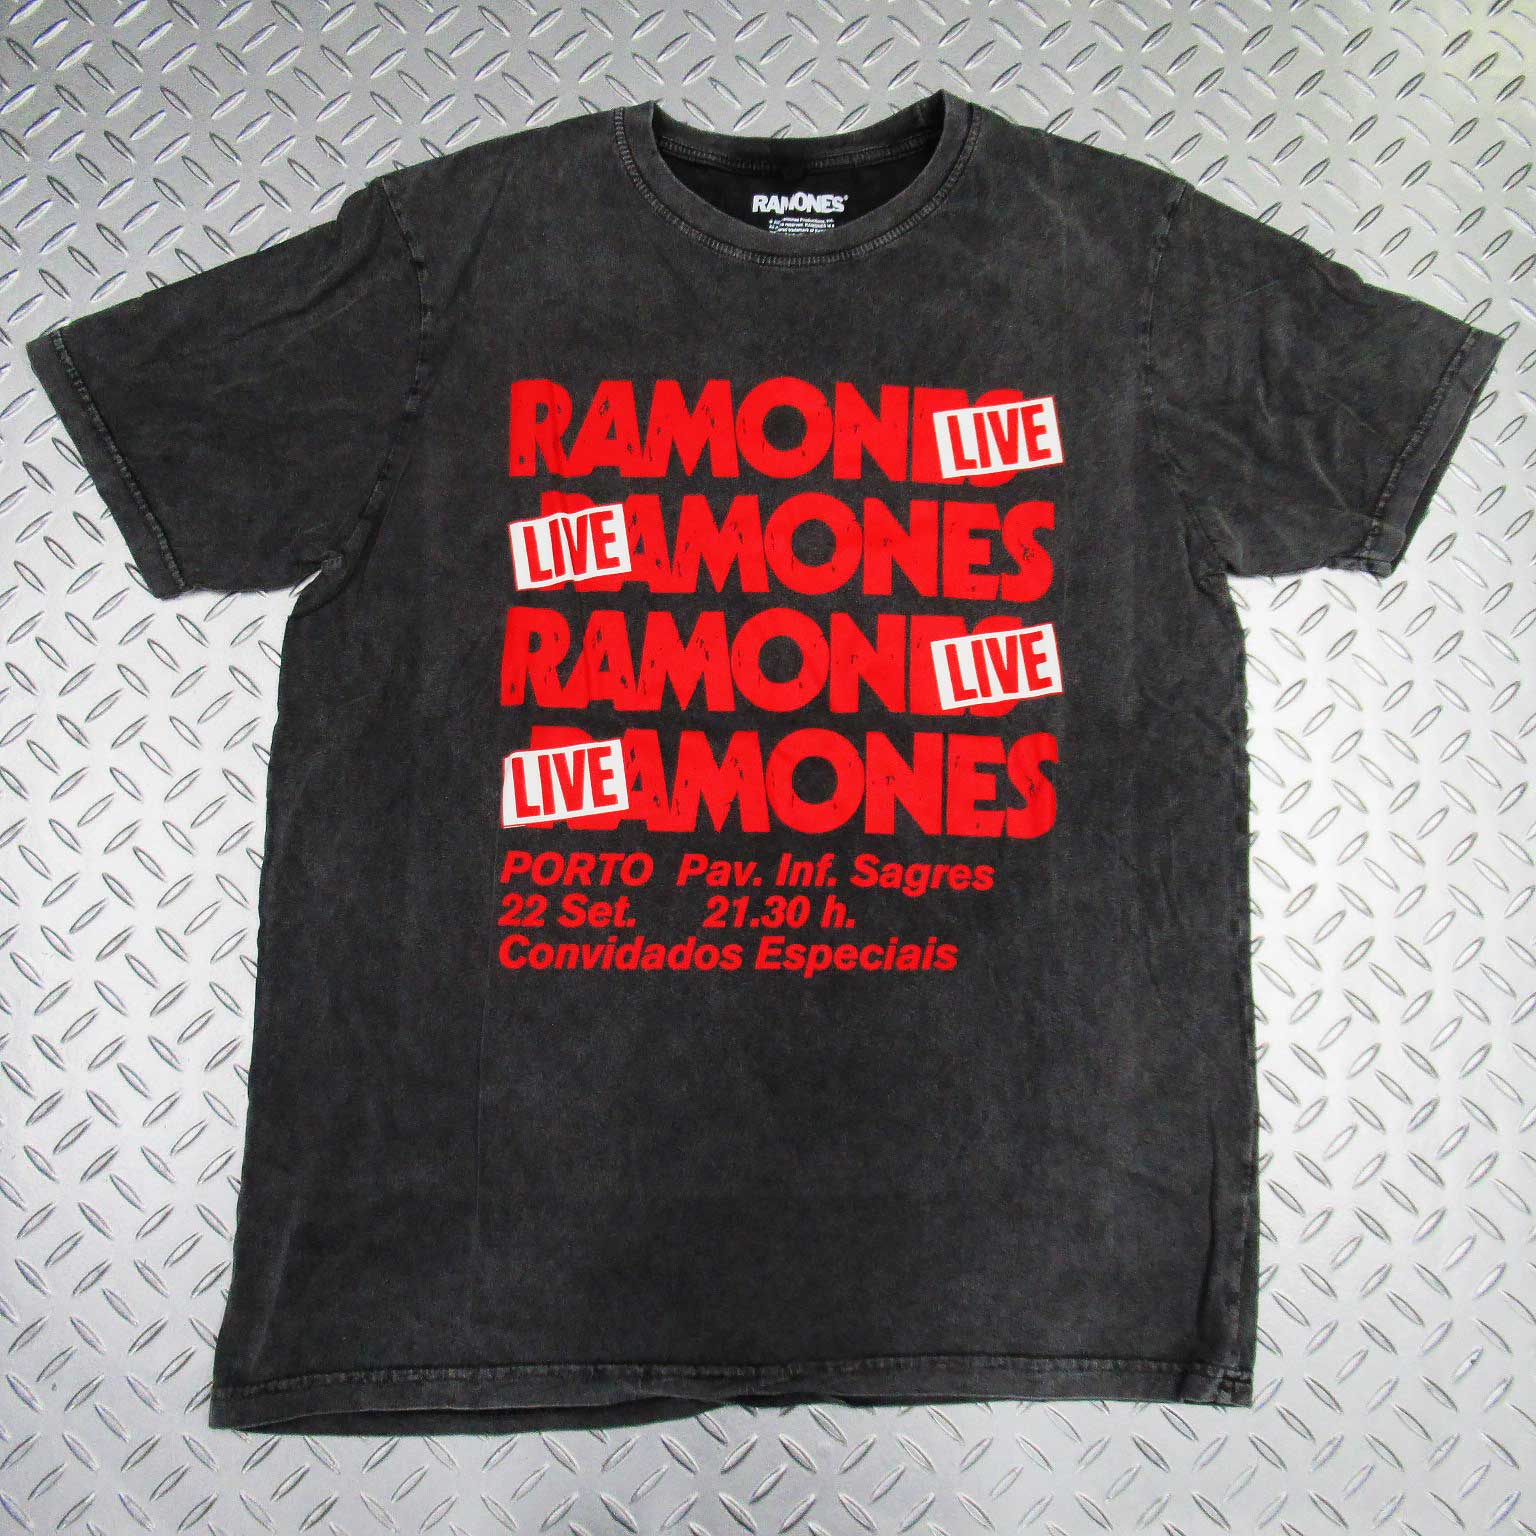 RAMONES
RAMONES LIVE
LIVE RAMONES
RAMONES LIVE
LIVE RAMONES
PORTO Pav. Inf. Sagres
22 Set. 21.30 h.
Convidados Especiais